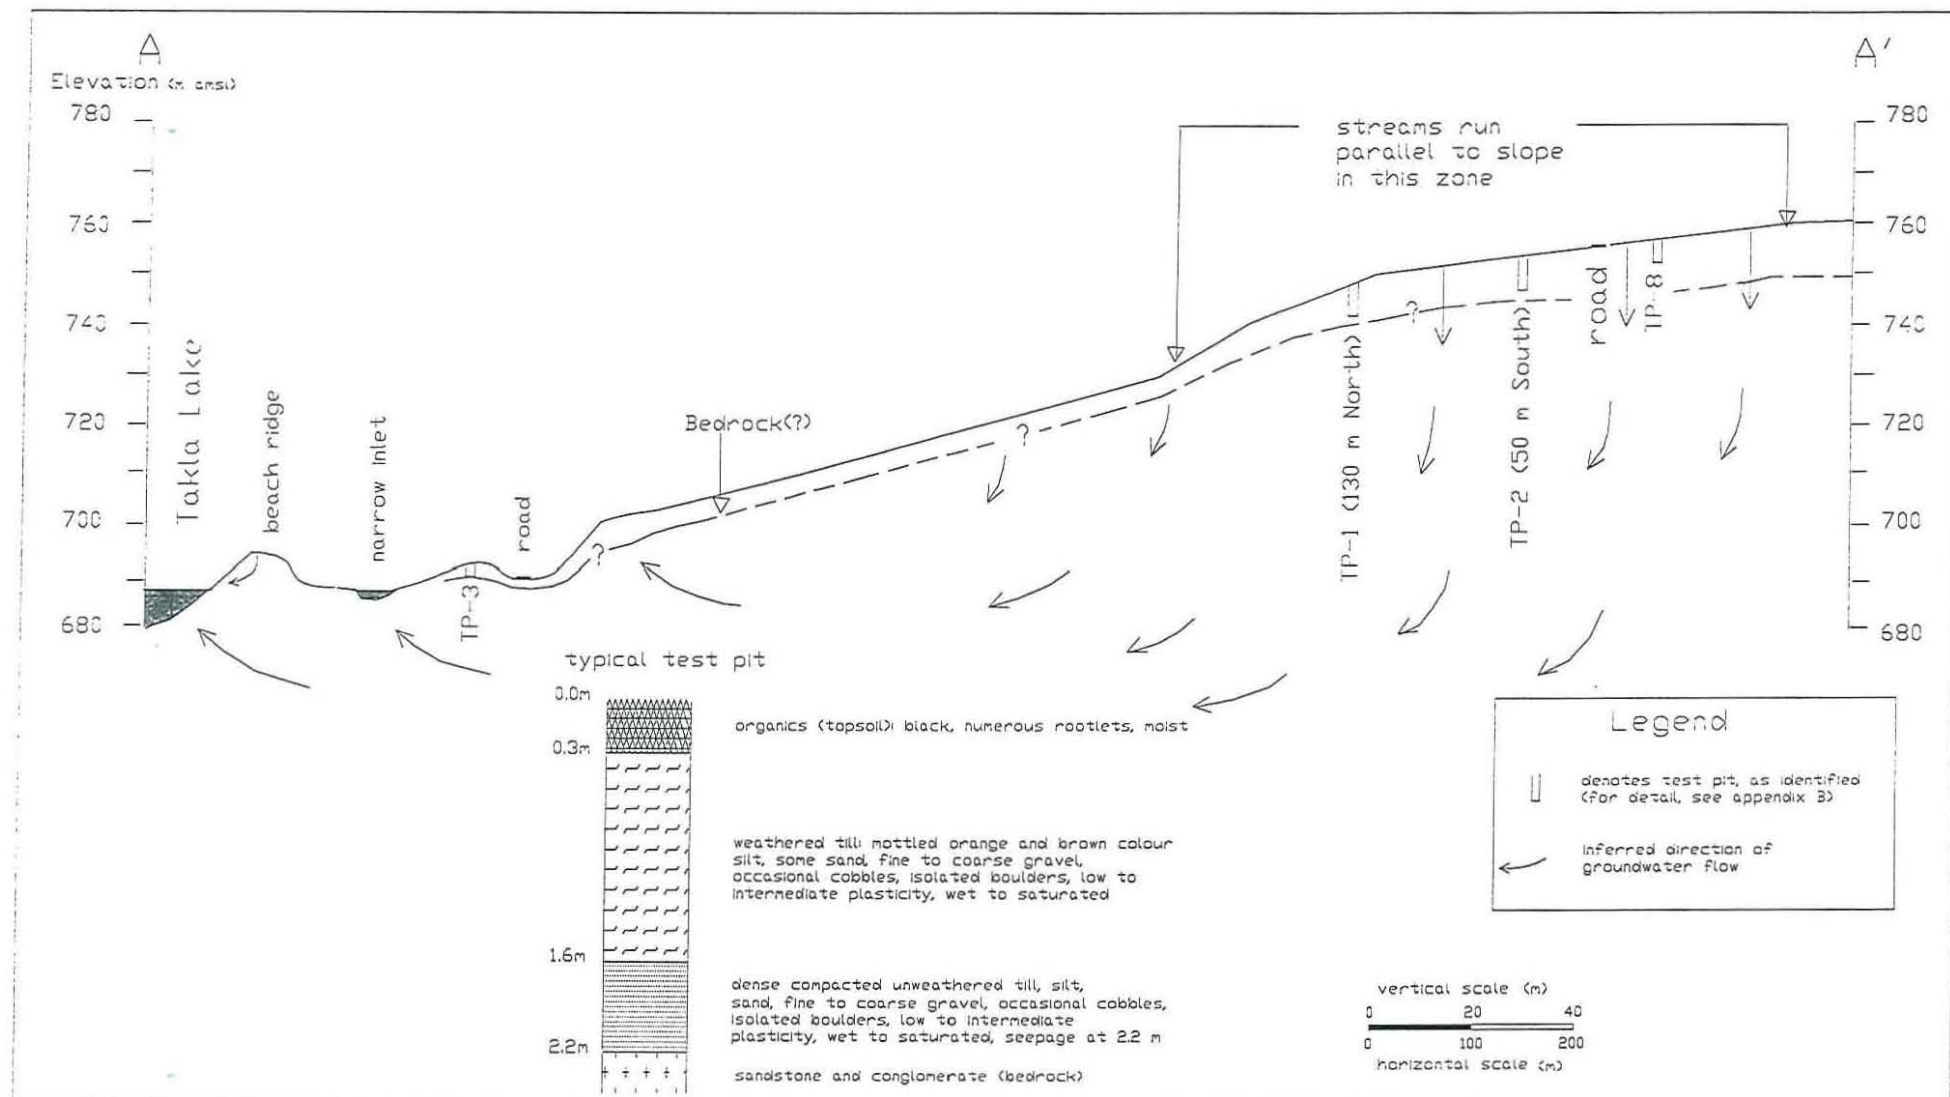 A
A'
Elevation (m amsl)
780
760
740
720
700
680
780
760
740
720
700
680
streams run
parallel to slope
in this zone
Takla Lake
beach ridge
narrow inlet
TP-3
road
Bedrock(?)
?
?
?
TP-1 (130 m North)
TP-2 (50 m South)
road
TP-8
typical test pit
0.0m
organics (topsoil): black, numerous rootlets, moist
0.3m
weathered till: mottled orange and brown colour
silt, some sand, fine to coarse gravel,
occasional cobbles, isolated boulders, low to
intermediate plasticity, wet to saturated
1.6m
dense compacted unweathered till, silt,
sand, fine to coarse gravel, occasional cobbles,
isolated boulders, low to intermediate
plasticity, wet to saturated, seepage at 2.2 m
2.2m
sandstone and conglomerate (bedrock)
Legend
denotes test pit, as identified
(for detail, see appendix B)
inferred direction of
groundwater flow
vertical scale (m)
0 20 40
0 100 200
horizontal scale (m)